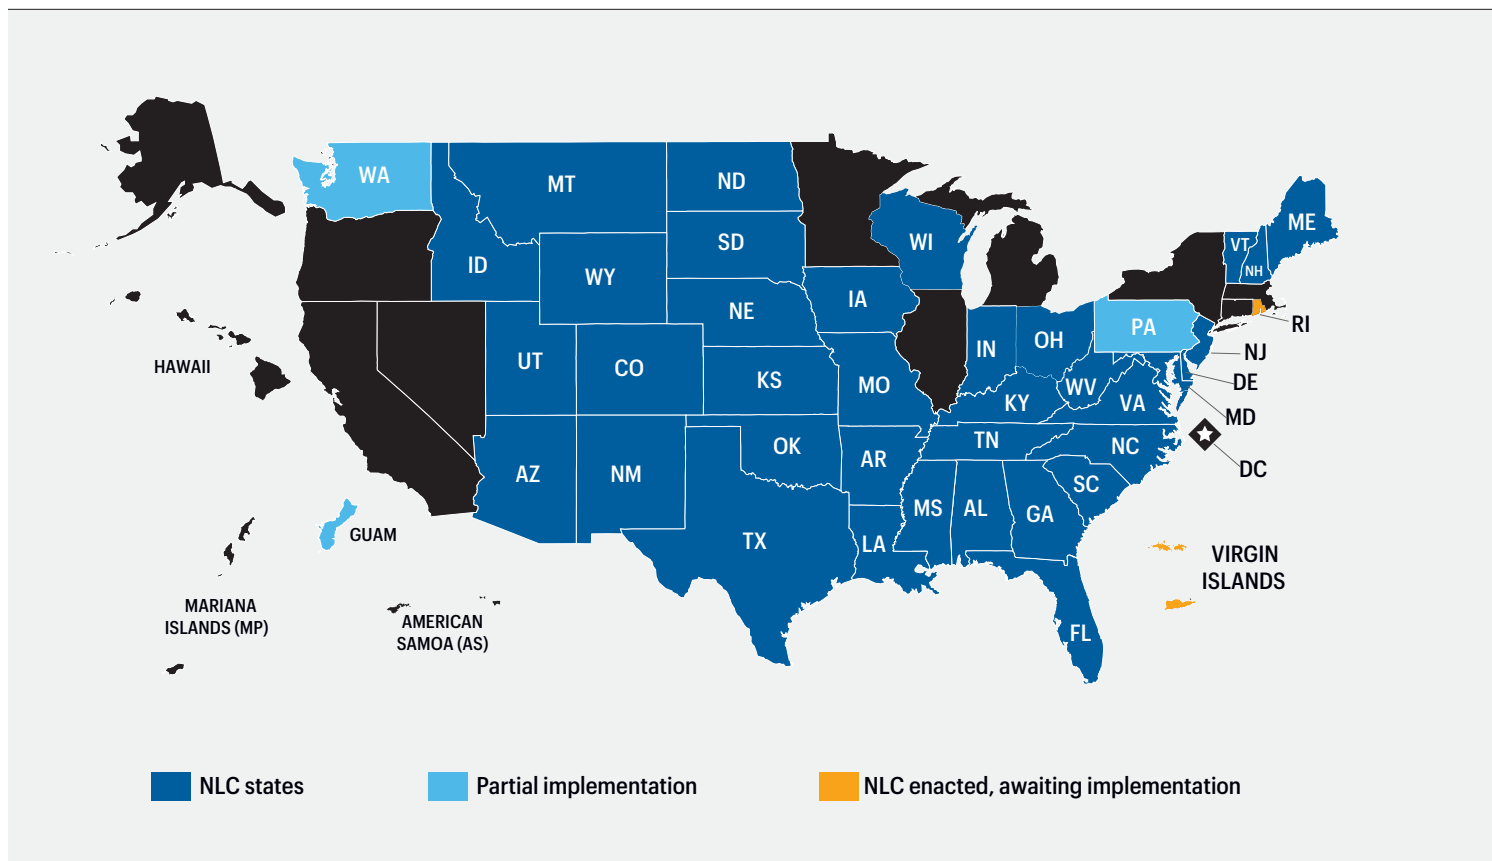 WA
MT
ND
ME
VT
NH
WI
SD
ID
WY
IA
NE
RI
PA
OH
IN
NJ
UT
CO
HAWAII
KS
MO
DE
WV
KY
VA
MD
TN
NC
OK
AR
DC
AZ
NM
SC
MS
AL
GA
GUAM
TX
LA
VIRGIN
ISLANDS
MARIANA
ISLANDS (MP)
AMERICAN
SAMOA (AS)
FL
NLC states
Partial implementation
NLC enacted, awaiting implementation